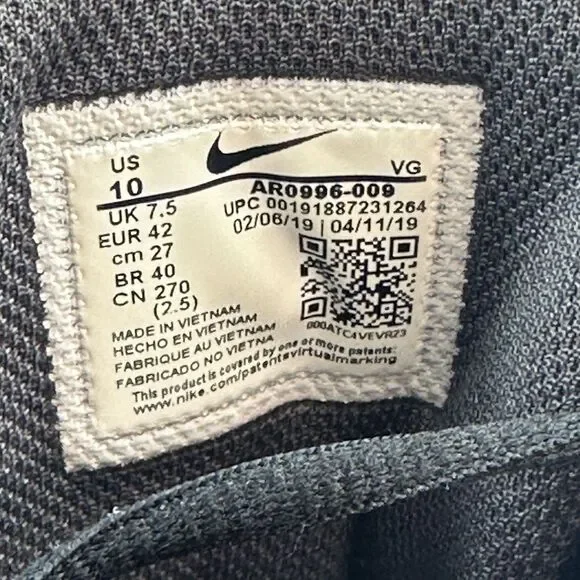 US
10
UK 7.5
EUR 42
cm 27
BR 40
CN 270
(2.5)
VG
AR0996-009
UPC 00191887231264
02/06/19 | 04/11/19
000ATC4VEVR23
MADE IN VIETNAM
HECHO EN VIETNAM
FABRIQUE AU VIETNAM
FABRICADO NO VIETNA
This product is covered by one or more patents:
www.nike.com/patentsvirtualmarking